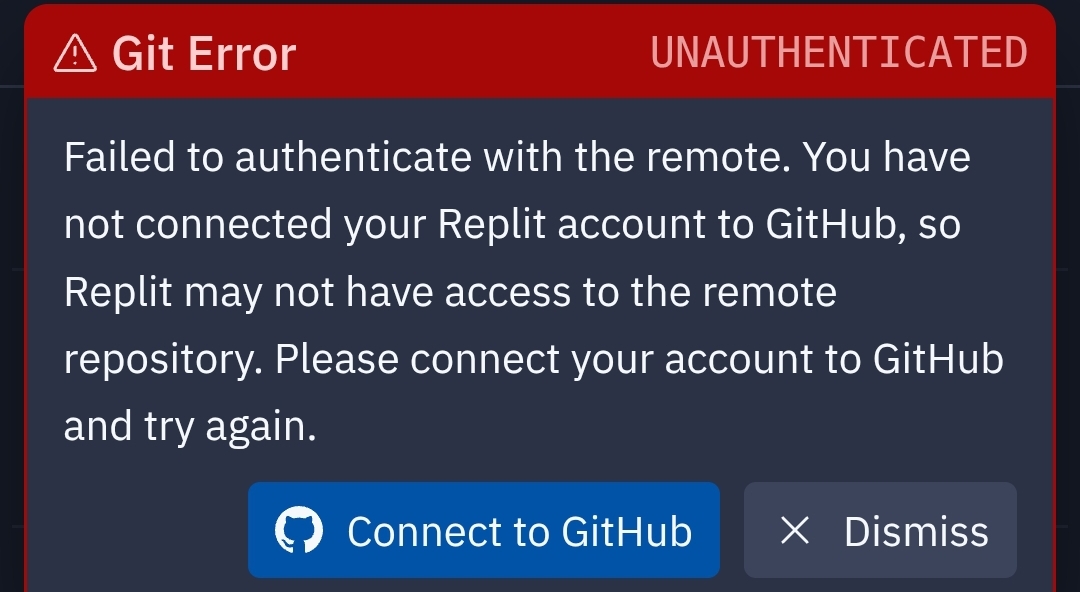 Git Error
UNAUTHENTICATED
Failed to authenticate with the remote. You have
not connected your Replit account to GitHub, so
Replit may not have access to the remote
repository. Please connect your account to GitHub
and try again.
Connect to GitHub
Dismiss